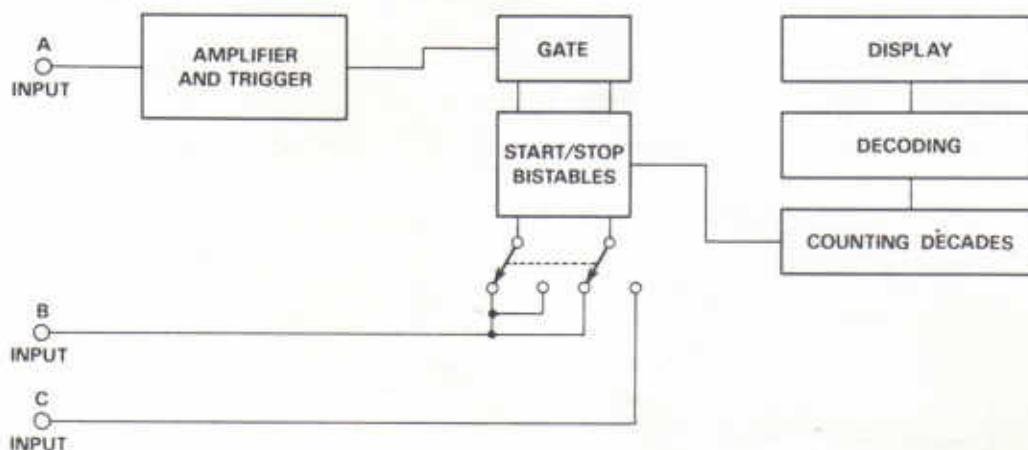 A
INPUT
AMPLIFIER
AND TRIGGER
GATE
DISPLAY
START/STOP
BISTABLES
DECODING
COUNTING DECADES
B
INPUT
C
INPUT